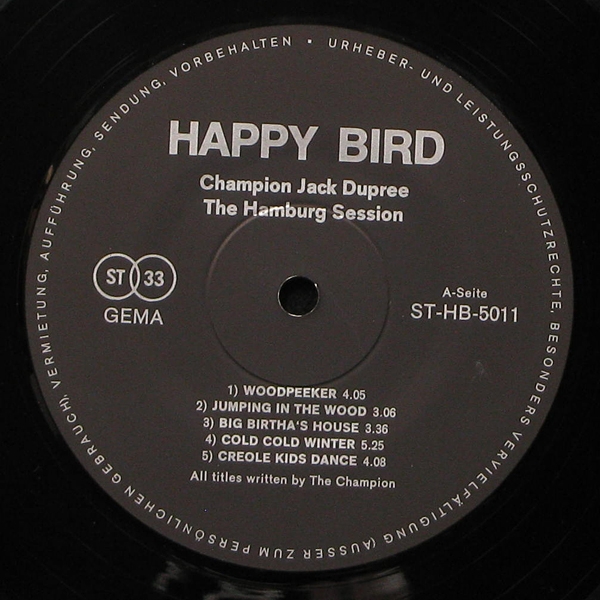 URHEBER- UND LEISTUNGSSCHUTZRECHTE, BESONDERS VERVIELFÄLTIGUNG (AUSSER ZUM PERSÖNLICHEN GEBRAUCH), VERMIETUNG, AUFFÜHRUNG, SENDUNG, VORBEHALTEN •
HAPPY BIRD
Champion Jack Dupree
The Hamburg Session
ST 33
GEMA
A-Seite
ST-HB-5011
1) WOODPEEKER 4.05
2) JUMPING IN THE WOOD 3.06
3) BIG BIRTHA'S HOUSE 3.36
4) COLD COLD WINTER 5.25
5) CREOLE KIDS DANCE 4.08
All titles written by The Champion